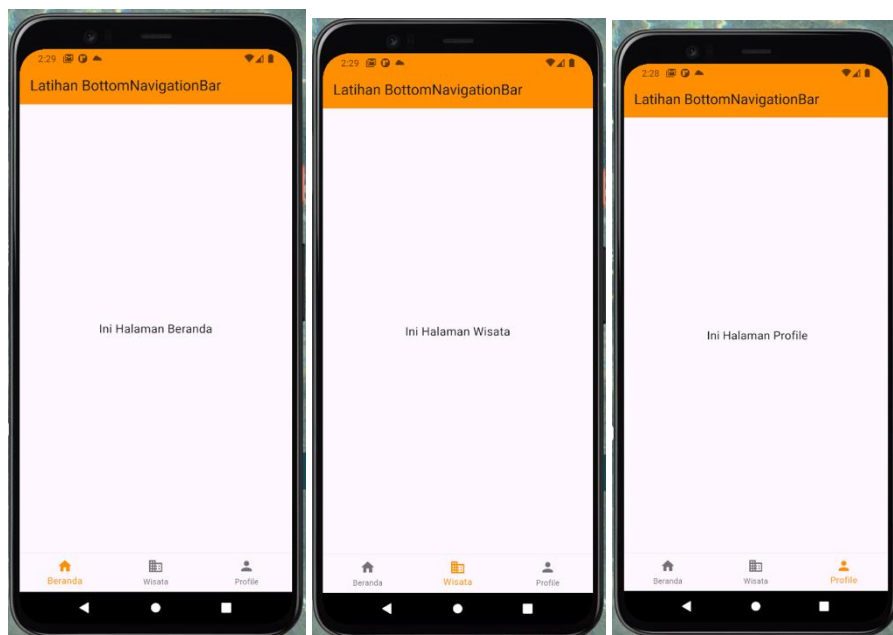 2:29
Latihan BottomNavigationBar
Ini Halaman Beranda
Beranda
Wisata
Profile
2:29
Latihan BottomNavigationBar
Ini Halaman Wisata
Beranda
Wisata
Profile
2:28
Latihan BottomNavigationBar
Ini Halaman Profile
Beranda
Wisata
Profile